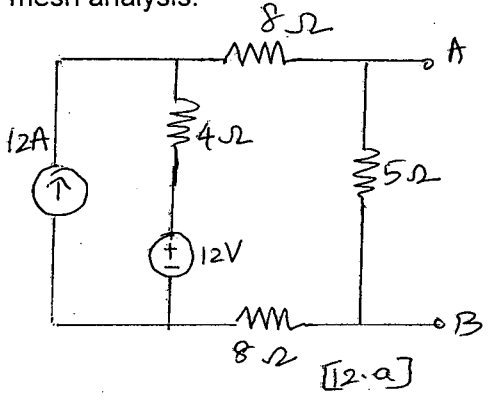 mesh analysis.
8Ω
A
12A
4Ω
5Ω
+
12V
-
8Ω
B
[12.a]